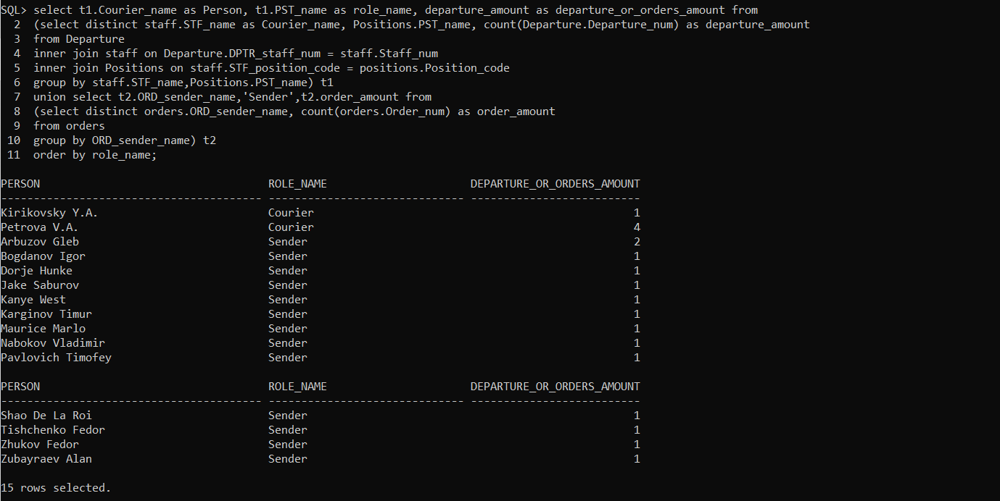 SQL> select t1.Courier_name as Person, t1.PST_name as role_name, departure_amount as departure_or_orders_amount from
  2  (select distinct staff.STF_name as Courier_name, Positions.PST_name, count(Departure.Departure_num) as departure_amount
  3  from Departure
  4  inner join staff on Departure.DPTR_staff_num = staff.Staff_num
  5  inner join Positions on staff.STF_position_code = positions.Position_code
  6  group by staff.STF_name,Positions.PST_name) t1
  7  union select t2.ORD_sender_name,'Sender',t2.order_amount from
  8  (select distinct orders.ORD_sender_name, count(orders.Order_num) as order_amount
  9  from orders
 10  group by ORD_sender_name) t2
 11  order by role_name;

PERSON                                   ROLE_NAME                      DEPARTURE_OR_ORDERS_AMOUNT
---------------------------------------- ------------------------------ --------------------------
Kirikovsky Y.A.                          Courier                                                 1
Petrova V.A.                             Courier                                                 4
Arbuzov Gleb                             Sender                                                  2
Bogdanov Igor                            Sender                                                  1
Dorje Hunke                              Sender                                                  1
Jake Saburov                             Sender                                                  1
Kanye West                               Sender                                                  1
Karginov Timur                           Sender                                                  1
Maurice Marlo                            Sender                                                  1
Nabokov Vladimir                         Sender                                                  1
Pavlovich Timofey                        Sender                                                  1

PERSON                                   ROLE_NAME                      DEPARTURE_OR_ORDERS_AMOUNT
---------------------------------------- ------------------------------ --------------------------
Shao De La Roi                           Sender                                                  1
Tishchenko Fedor                         Sender                                                  1
Zhukov Fedor                             Sender                                                  1
Zubayraev Alan                           Sender                                                  1

15 rows selected.